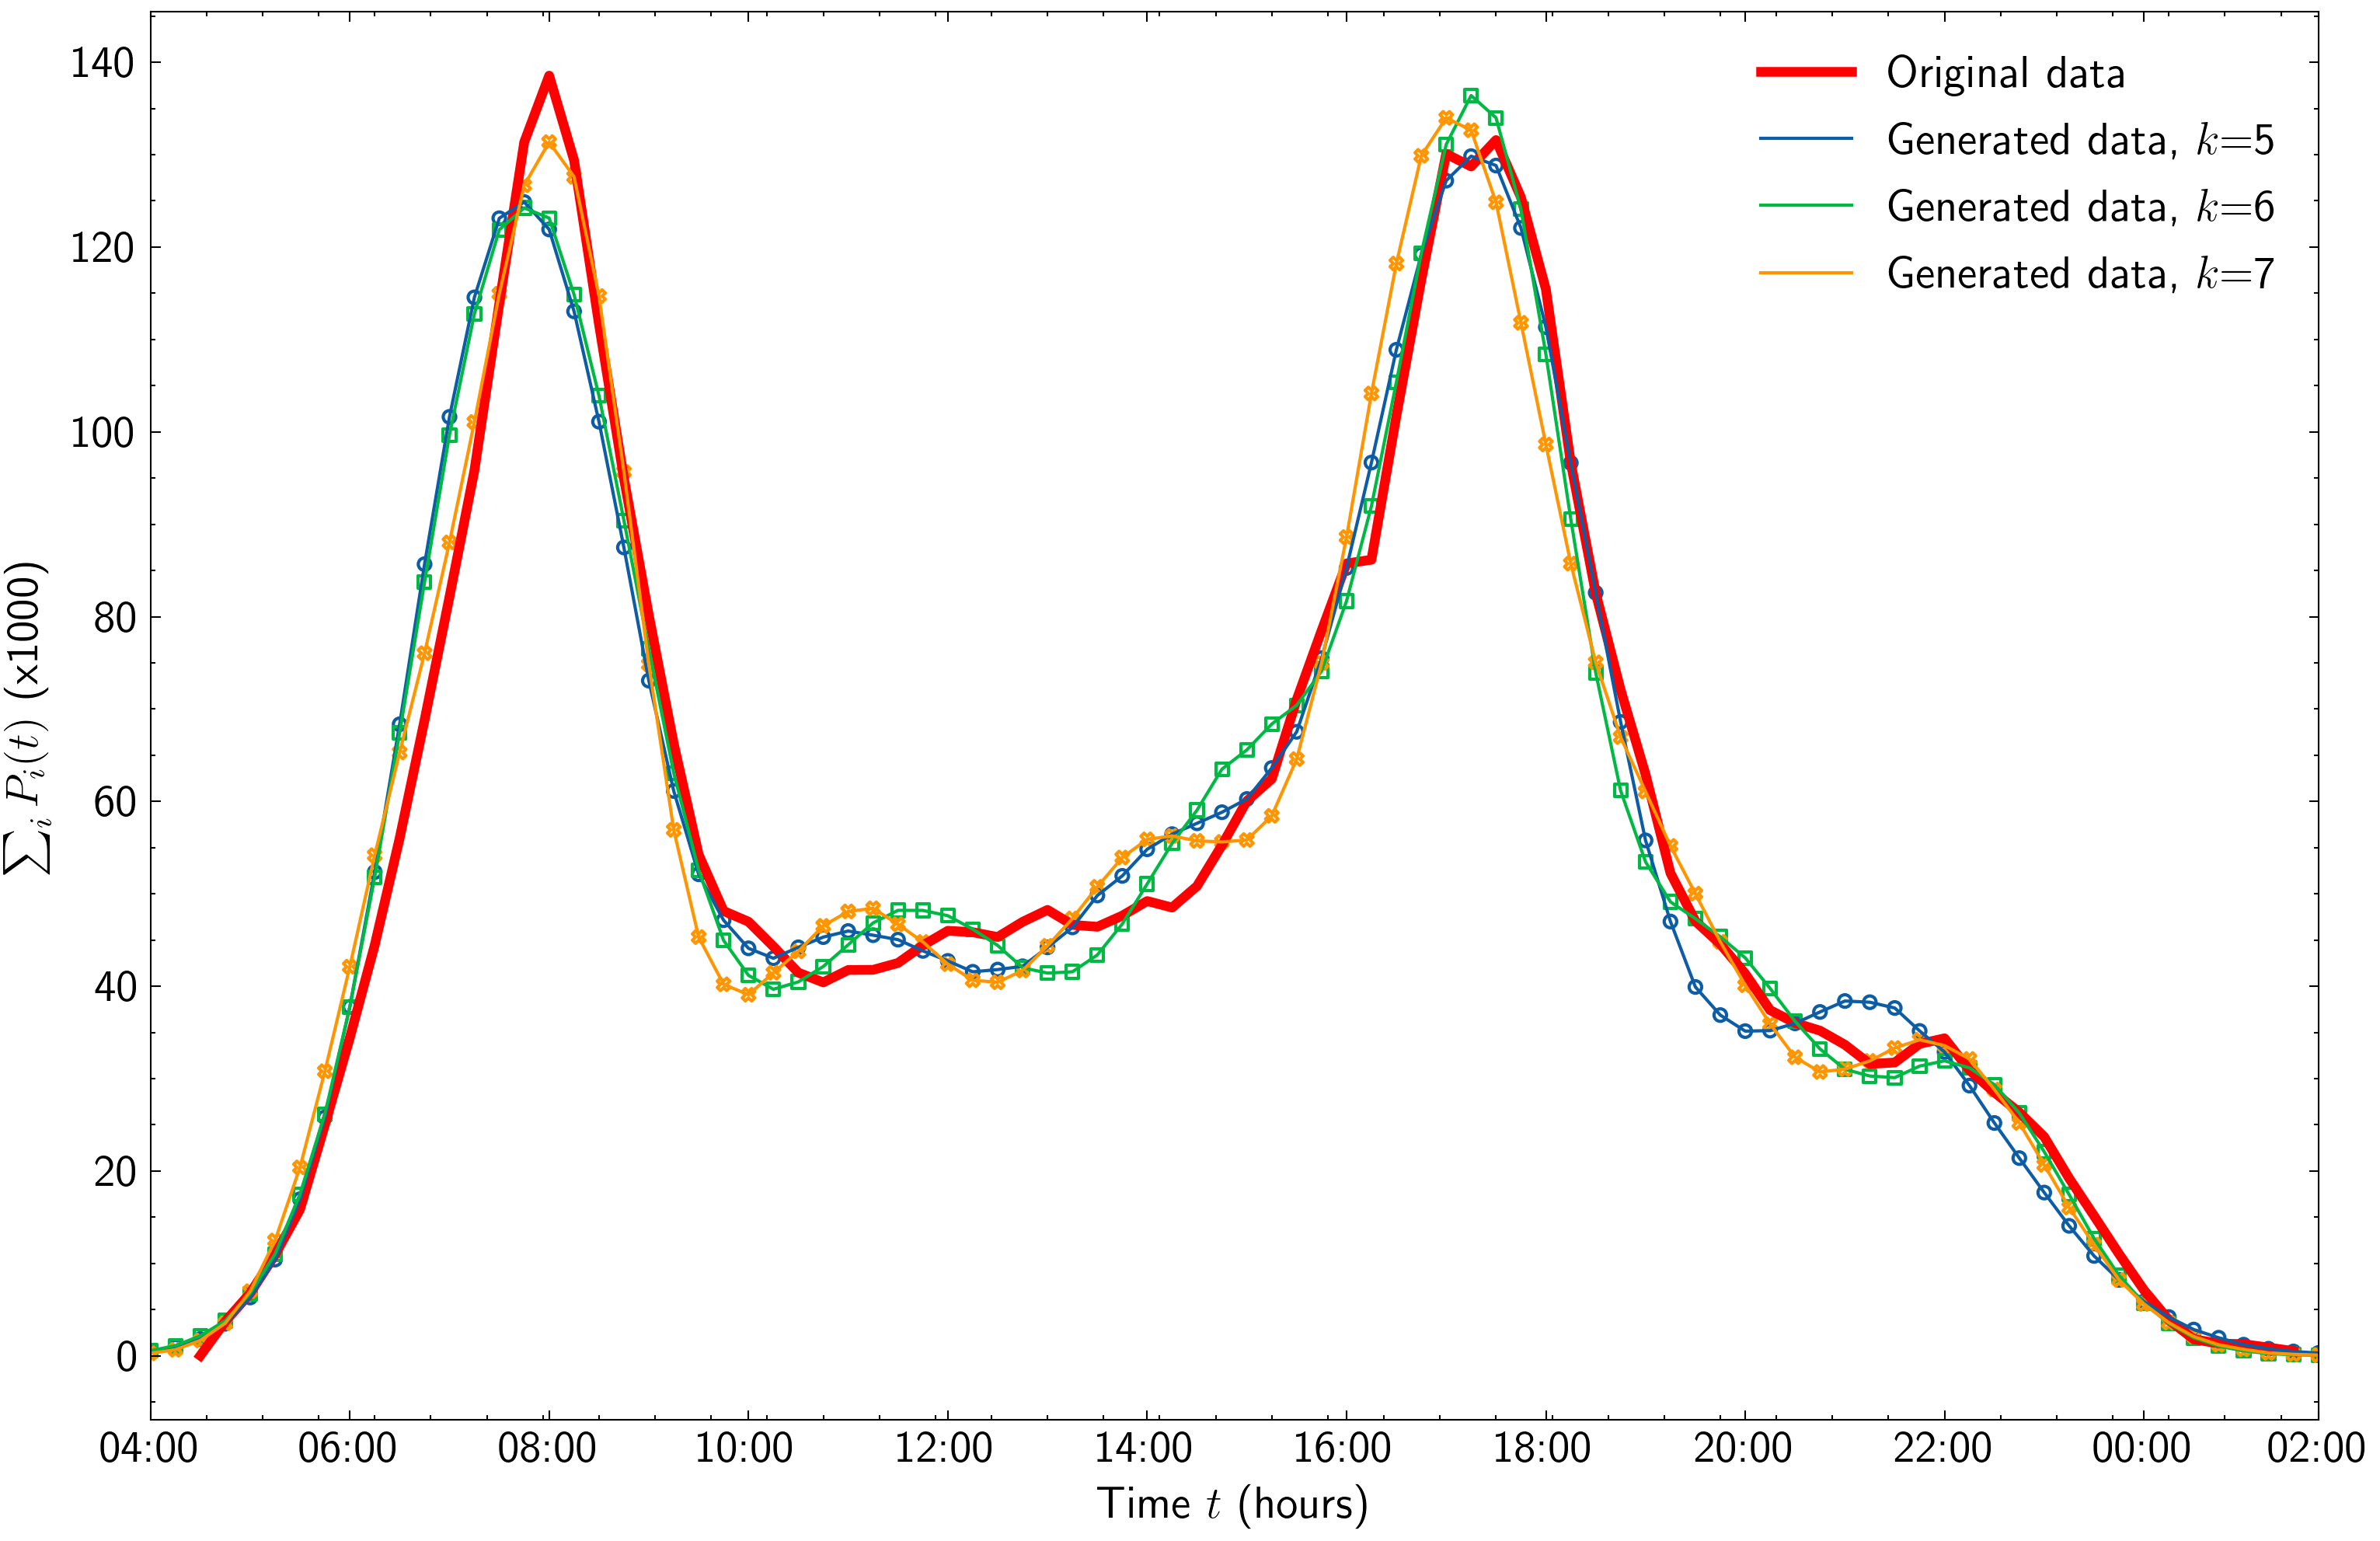 140
120
100
80
60
40
20
0
∑ᵢ Pᵢ(t) (x1000)
Original data
Generated data, k=5
Generated data, k=6
Generated data, k=7
04:00 06:00 08:00 10:00 12:00 14:00 16:00 18:00 20:00 22:00 00:00 02:00
Time t (hours)